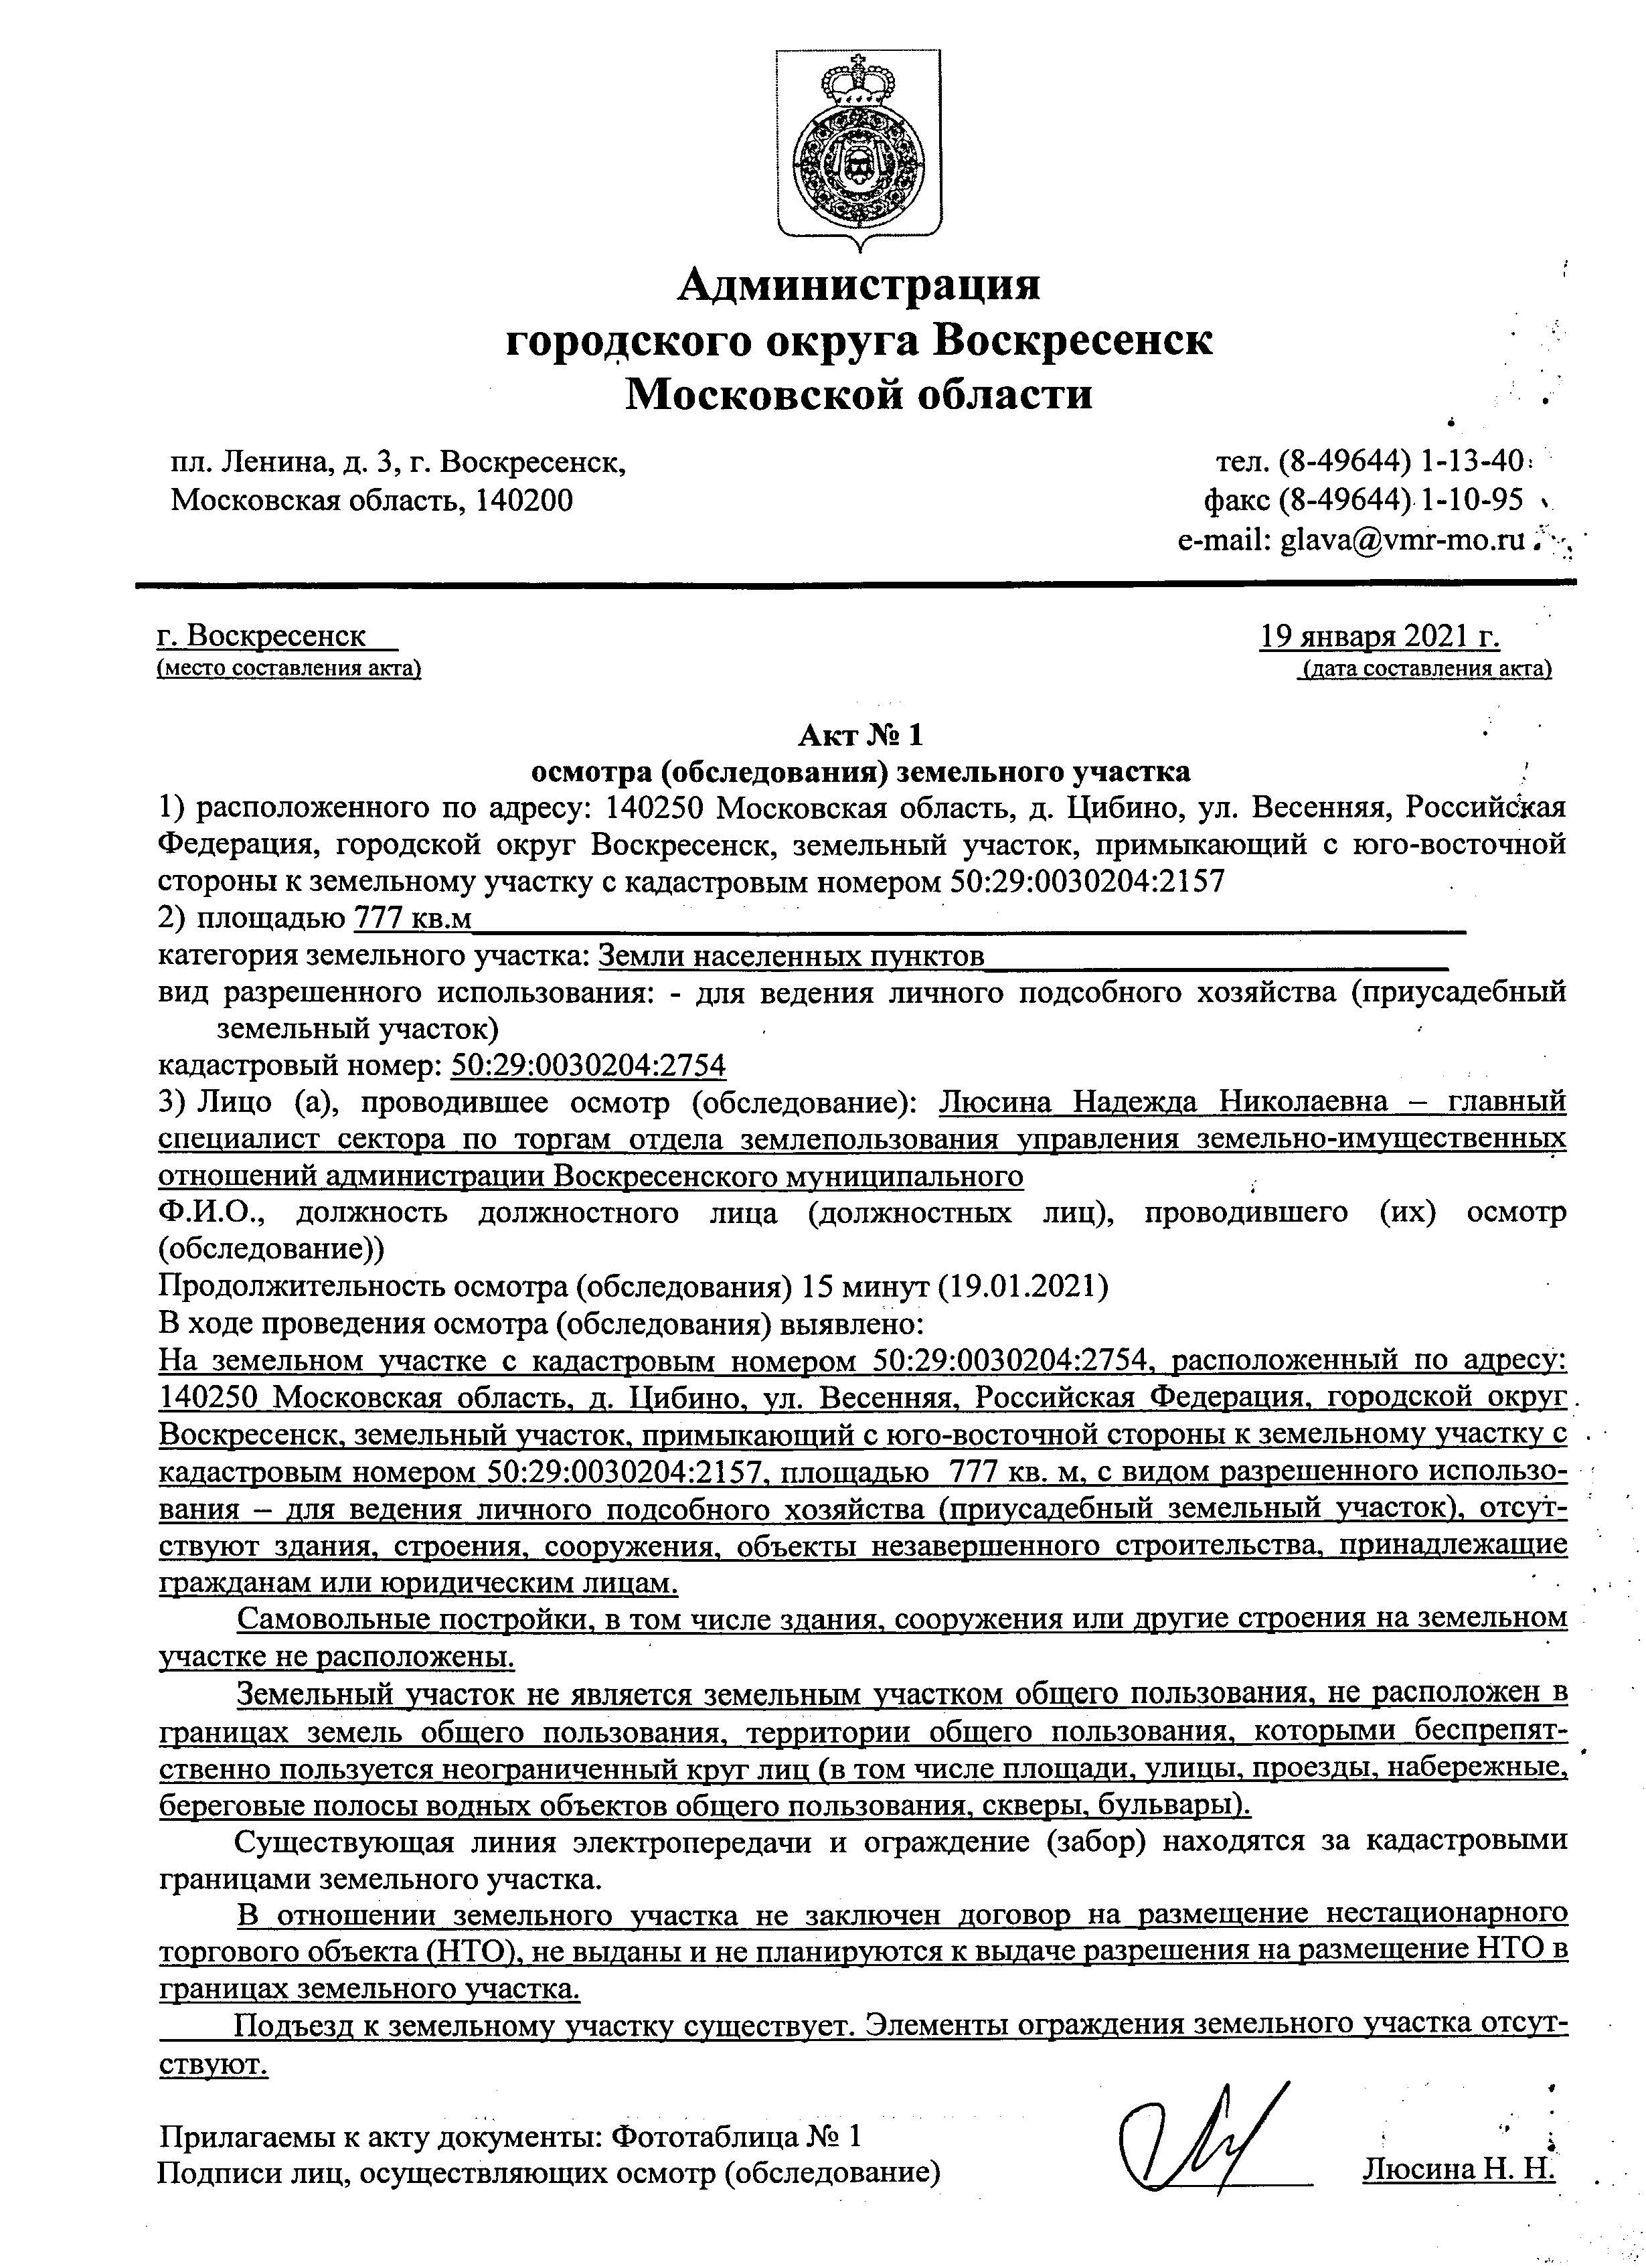 Администрация
городского округа Воскресенск
Московской области
пл. Ленина, д. 3, г. Воскресенск,
Московская область, 140200
тел. (8-49644) 1-13-40
факс (8-49644) 1-10-95
e-mail: glava@vmr-mo.ru
г. Воскресенск
19 января 2021 г.
(место составления акта)
(дата составления акта)
Акт № 1
осмотра (обследования) земельного участка
1) расположенного по адресу: 140250 Московская область, д. Цибино, ул. Весенняя, Российская
Федерация, городской округ Воскресенск, земельный участок, примыкающий с юго-восточной
стороны к земельному участку с кадастровым номером 50:29:0030204:2157
2) площадью 777 кв.м
категория земельного участка: Земли населенных пунктов
вид разрешенного использования: - для ведения личного подсобного хозяйства (приусадебный
земельный участок)
кадастровый номер: 50:29:0030204:2754
3) Лицо (а), проводившее осмотр (обследование): Люсина Надежда Николаевна – главный
специалист сектора по торгам отдела землепользования управления земельно-имущественных
отношений администрации Воскресенского муниципального
Ф.И.О., должность должностного лица (должностных лиц), проводившего (их) осмотр
(обследование))
Продолжительность осмотра (обследования) 15 минут (19.01.2021)
В ходе проведения осмотра (обследования) выявлено:
На земельном участке с кадастровым номером 50:29:0030204:2754, расположенный по адресу:
140250 Московская область, д. Цибино, ул. Весенняя, Российская Федерация, городской округ
Воскресенск, земельный участок, примыкающий с юго-восточной стороны к земельному участку с
кадастровым номером 50:29:0030204:2157, площадью 777 кв. м, с видом разрешенного использо-
вания – для ведения личного подсобного хозяйства (приусадебный земельный участок), отсут-
ствуют здания, строения, сооружения, объекты незавершенного строительства, принадлежащие
гражданам или юридическим лицам.
Самовольные постройки, в том числе здания, сооружения или другие строения на земельном
участке не расположены.
Земельный участок не является земельным участком общего пользования, не расположен в
границах земель общего пользования, территории общего пользования, которыми беспрепят-
ственно пользуется неограниченный круг лиц (в том числе площади, улицы, проезды, набережные,
береговые полосы водных объектов общего пользования, скверы, бульвары).
Существующая линия электропередачи и ограждение (забор) находятся за кадастровыми
границами земельного участка.
В отношении земельного участка не заключен договор на размещение нестационарного
торгового объекта (НТО), не выданы и не планируются к выдаче разрешения на размещение НТО в
границах земельного участка.
Подъезд к земельному участку существует. Элементы ограждения земельного участка отсут-
ствуют.
Прилагаемы к акту документы: Фототаблица № 1
Подписи лиц, осуществляющих осмотр (обследование)
Люсина Н. Н.